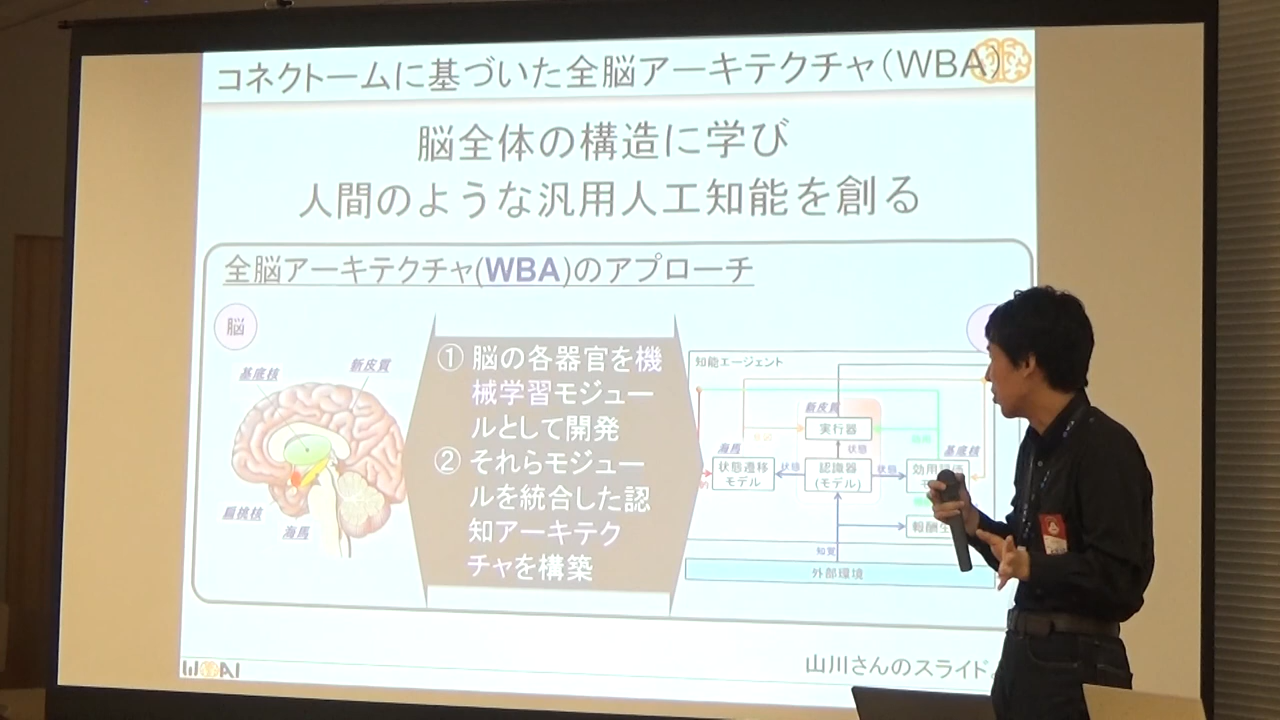 コネクトームに基づいた全脳アーキテクチャ(WBA)
脳全体の構造に学び
人間のような汎用人工知能を創る
全脳アーキテクチャ(WBA)のアプローチ
脳
基底核
新皮質
扁桃核
海馬
① 脳の各器官を機
械学習モジュー
ルとして開発
② それらモジュー
ルを統合した認
知アーキテク
チャを構築
知能エージェント
新皮質
実行器
状態
海馬
状態遷移
モデル
状態
認識器
(モデル)
状態
基底核
効用
報酬
知覚
外部環境
WBAI
山川さんのスライド